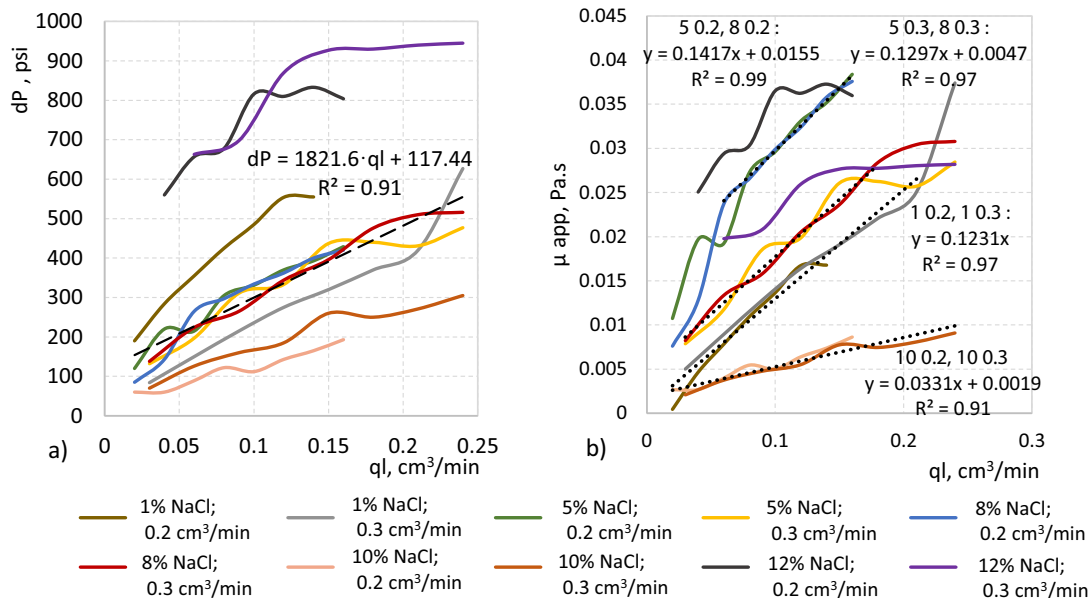 1000
900
800
700
600
500
400
300
200
100
0
dP , psi
dP = 1821.6·ql + 117.44
R² = 0.91
0
0.05
0.1
0.15
0.2
0.25
a)
ql, cm³/min
0.045
0.04
0.035
0.03
0.025
0.02
0.015
0.01
0.005
0
μ app, Pa.s
5 0.2, 8 0.2 :
y = 0.1417x + 0.0155
R² = 0.99
5 0.3, 8 0.3 :
y = 0.1297x + 0.0047
R² = 0.97
1 0.2, 1 0.3 :
y = 0.1231x
R² = 0.97
10 0.2, 10 0.3
y = 0.0331x + 0.0019
R² = 0.91
0
0.1
0.2
0.3
b)
ql, cm³/min
1% NaCl;
0.2 cm³/min
1% NaCl;
0.3 cm³/min
5% NaCl;
0.2 cm³/min
5% NaCl;
0.3 cm³/min
8% NaCl;
0.2 cm³/min
8% NaCl;
0.3 cm³/min
10% NaCl;
0.2 cm³/min
10% NaCl;
0.3 cm³/min
12% NaCl;
0.2 cm³/min
12% NaCl;
0.3 cm³/min